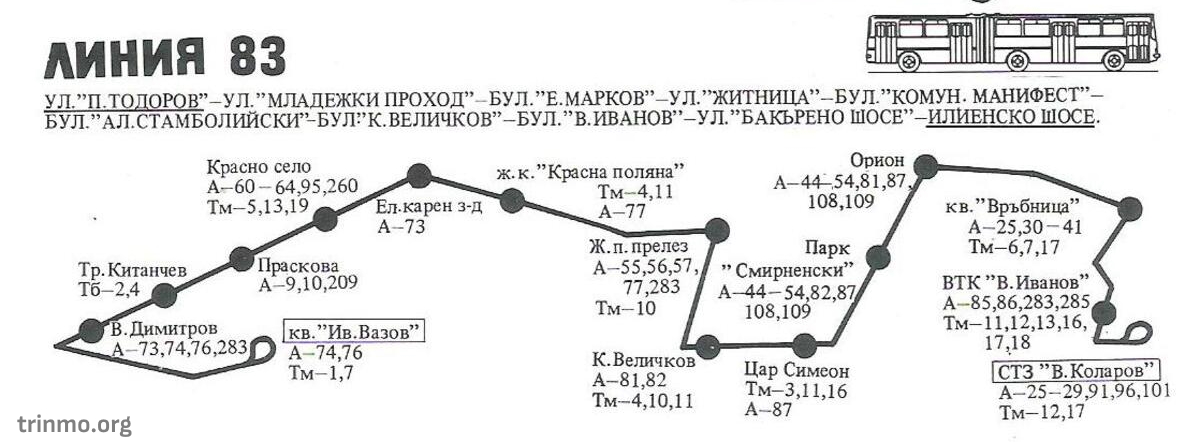 ЛИНИЯ 83
УЛ."П.ТОДОРОВ"–УЛ."МЛАДЕЖКИ ПРОХОД"–БУЛ."Е.МАРКОВ"–УЛ."ЖИТНИЦА"–БУЛ."КОМУН. МАНИФЕСТ"–
БУЛ."АЛ.СТАМБОЛИЙСКИ"–БУЛ."К.ВЕЛИЧКОВ"–БУЛ."В.ИВАНОВ"–УЛ."БАКЪРЕНО ШОСЕ"–ИЛИЕНСКО ШОСЕ.
кв."Ив.Вазов"
А–74,76
Тм–1,7
В.Димитров
А–73,74,76,283
Тр.Китанчев
Тб–2,4
Праскова
А–9,10,209
Красно село
А–60–64,95,260
Тм–5,13,19
Ел.карен з-д
А–73
ж.к."Красна поляна"
Тм–4,11
А–77
Ж.п. прелез
А–55,56,57,
77,283
Тм–10
К.Величков
А–81,82
Тм–4,10,11
Цар Симеон
Тм–3,11,16
А–87
Парк
"Смирненски"
А–44–54,82,87
108,109
Орион
А–44–54,81,87,
108,109
кв."Връбница"
А–25,30–41
Тм–6,7,17
ВТК "В.Иванов"
А–85,86,283,285
Тм–11,12,13,16,
17,18
СТЗ "В.Коларов"
А–25–29,91,96,101
Тм–12,17
trinmo.org